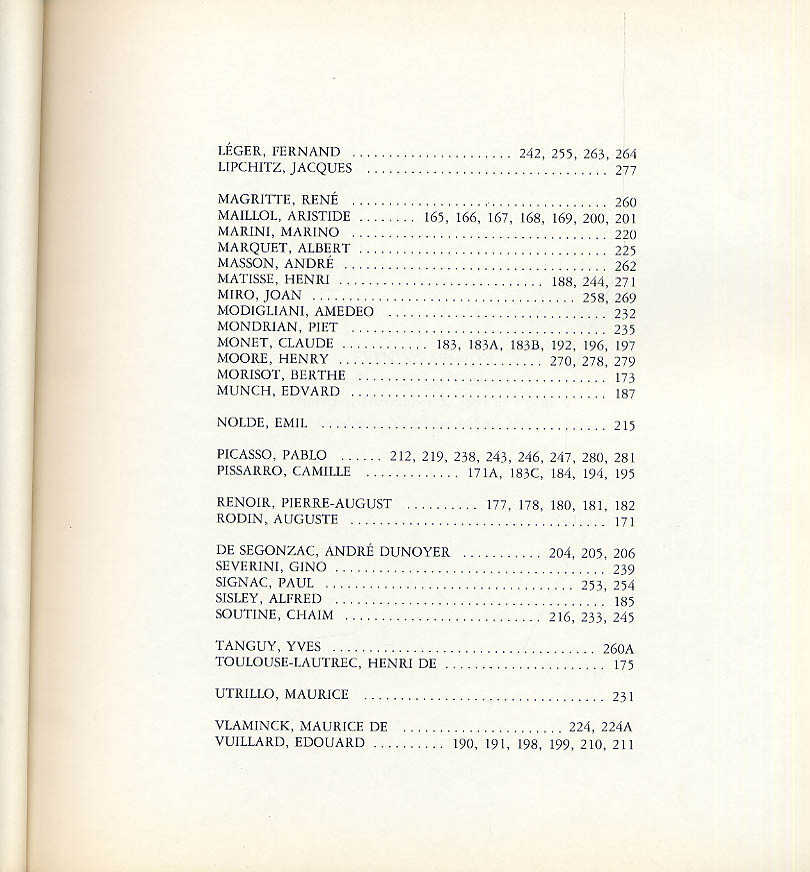 LÉGER, FERNAND ...................... 242, 255, 263, 264
LIPCHITZ, JACQUES ................................. 277
MAGRITTE, RENÉ ................................... 260
MAILLOL, ARISTIDE ........ 165, 166, 167, 168, 169, 200, 201
MARINI, MARINO ................................... 220
MARQUET, ALBERT .................................. 225
MASSON, ANDRÉ .................................... 262
MATISSE, HENRI ............................ 188, 244, 271
MIRO, JOAN .................................... 258, 269
MODIGLIANI, AMEDEO .............................. 232
MONDRIAN, PIET ................................... 235
MONET, CLAUDE ............ 183, 183A, 183B, 192, 196, 197
MOORE, HENRY ............................ 270, 278, 279
MORISOT, BERTHE .................................. 173
MUNCH, EDVARD ................................... 187
NOLDE, EMIL ....................................... 215
PICASSO, PABLO ...... 212, 219, 238, 243, 246, 247, 280, 281
PISSARRO, CAMILLE ............. 171A, 183C, 184, 194, 195
RENOIR, PIERRE-AUGUST .......... 177, 178, 180, 181, 182
RODIN, AUGUSTE ................................... 171
DE SEGONZAC, ANDRÉ DUNOYER ........... 204, 205, 206
SEVERINI, GINO ..................................... 239
SIGNAC, PAUL .................................. 253, 254
SISLEY, ALFRED ..................................... 185
SOUTINE, CHAIM ........................... 216, 233, 245
TANGUY, YVES .................................... 260A
TOULOUSE-LAUTREC, HENRI DE ...................... 175
UTRILLO, MAURICE ................................. 231
VLAMINCK, MAURICE DE ...................... 224, 224A
VUILLARD, EDOUARD .......... 190, 191, 198, 199, 210, 211